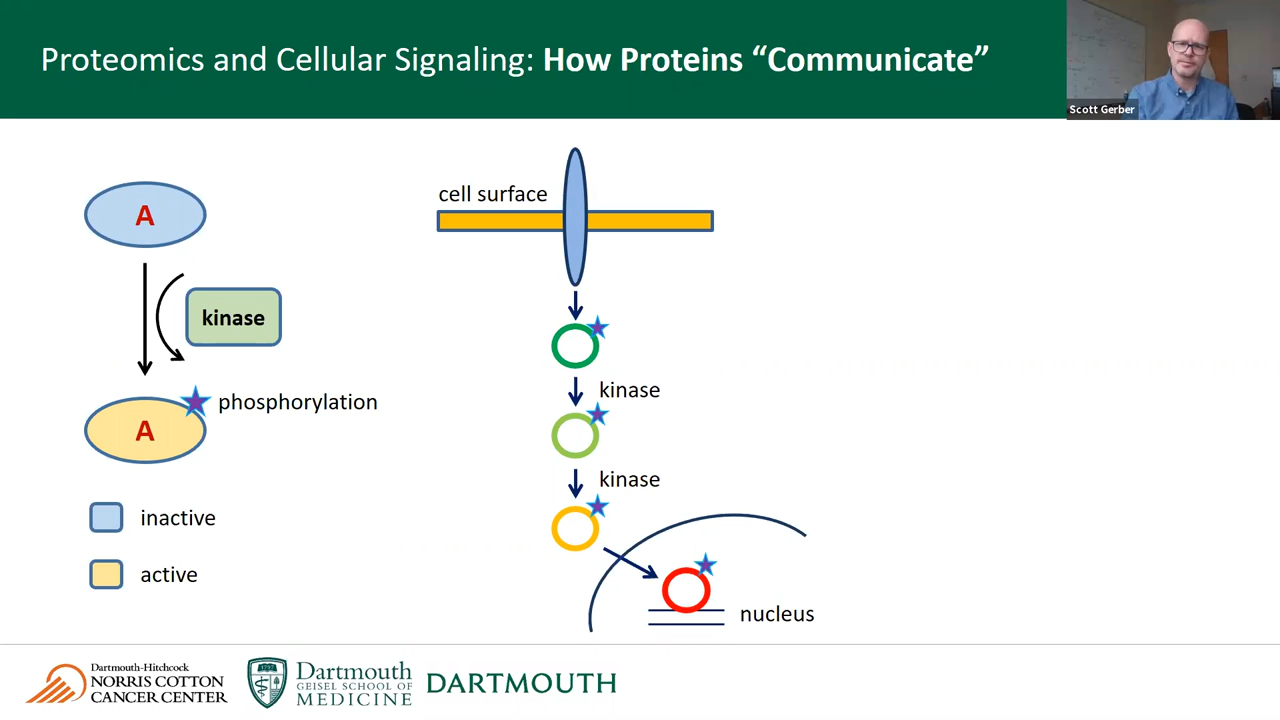 Proteomics and Cellular Signaling: How Proteins “Communicate”
Scott Gerber
A
kinase
A
phosphorylation
inactive
active
cell surface
kinase
kinase
nucleus
Dartmouth-Hitchcock
NORRIS COTTON
CANCER CENTER
Dartmouth
GEISEL SCHOOL OF
MEDICINE
DARTMOUTH